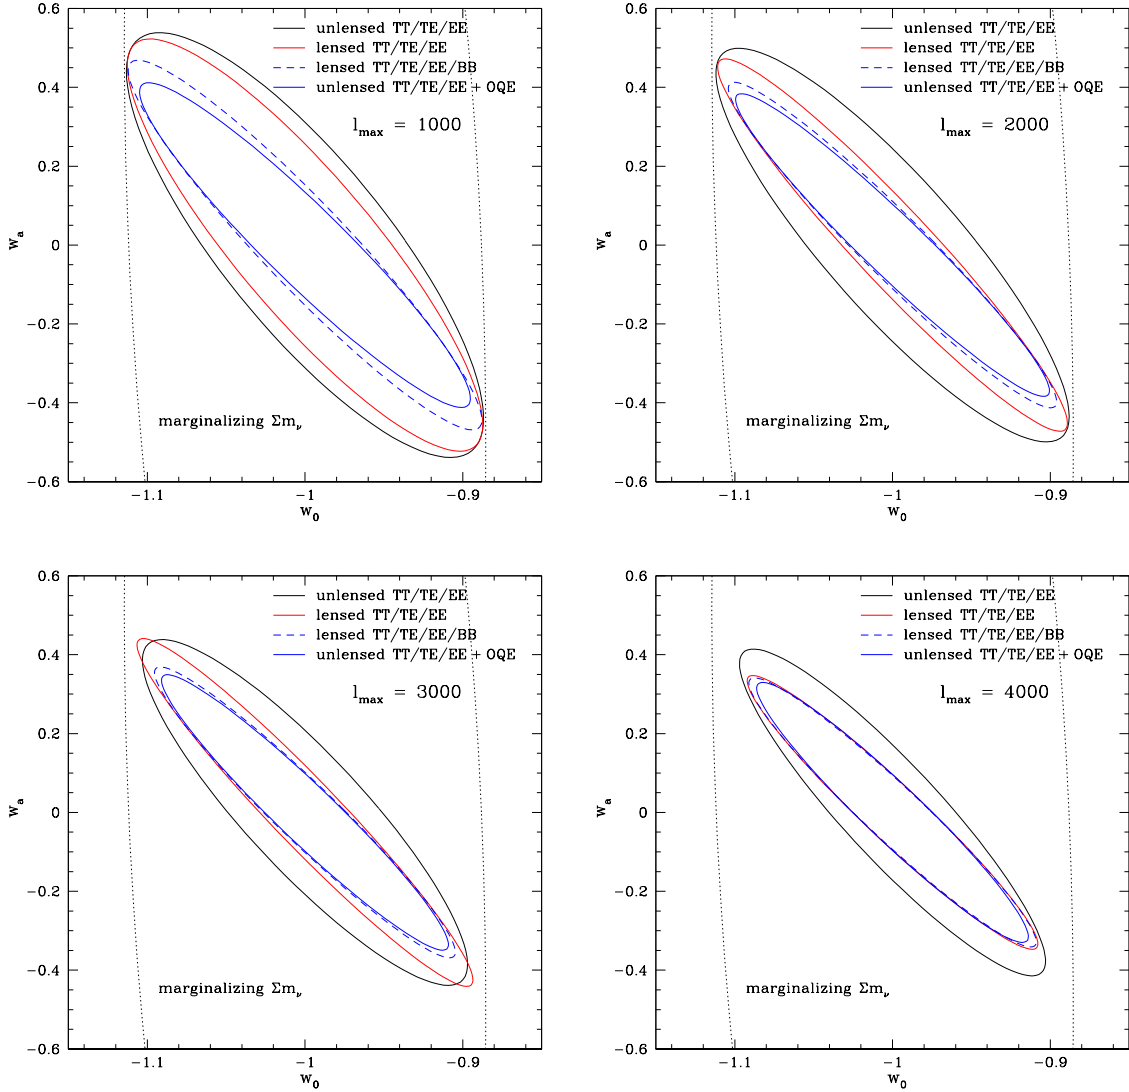 0.6
0.4
0.2
0
−0.2
−0.4
−0.6
w_a
unlensed TT/TE/EE
lensed TT/TE/EE
lensed TT/TE/EE/BB
unlensed TT/TE/EE + OQE
l_max = 1000
marginalizing Σm_ν
−1.1
−1
−0.9
w_0
0.6
0.4
0.2
0
−0.2
−0.4
−0.6
w_a
unlensed TT/TE/EE
lensed TT/TE/EE
lensed TT/TE/EE/BB
unlensed TT/TE/EE + OQE
l_max = 2000
marginalizing Σm_ν
−1.1
−1
−0.9
w_0
0.6
0.4
0.2
0
−0.2
−0.4
−0.6
w_a
unlensed TT/TE/EE
lensed TT/TE/EE
lensed TT/TE/EE/BB
unlensed TT/TE/EE + OQE
l_max = 3000
marginalizing Σm_ν
−1.1
−1
−0.9
w_0
0.6
0.4
0.2
0
−0.2
−0.4
−0.6
w_a
unlensed TT/TE/EE
lensed TT/TE/EE
lensed TT/TE/EE/BB
unlensed TT/TE/EE + OQE
l_max = 4000
marginalizing Σm_ν
−1.1
−1
−0.9
w_0